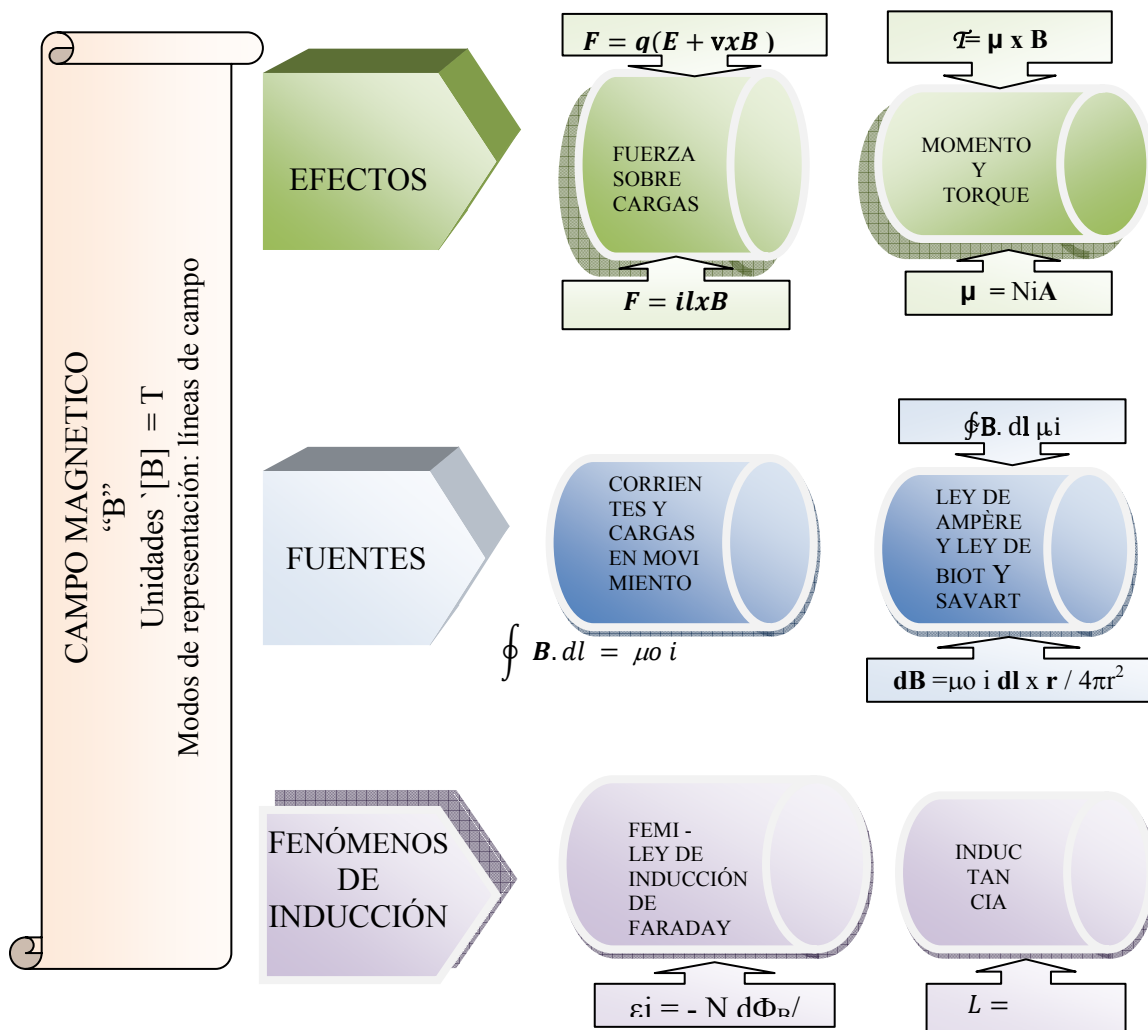 CAMPO MAGNETICO
“B”
Unidades `[B] = T
Modos de representación: líneas de campo
EFECTOS
F = q(E + vxB )
FUERZA
SOBRE
CARGAS
F = ilxB
𝒯= μ x B
MOMENTO
Y
TORQUE
μ = NiA
FUENTES
CORRIEN
TES Y
CARGAS
EN MOVI
MIENTO
∮ B. dl = μo i
∮B. dl μi
LEY DE
AMPÈRE
Y LEY DE
BIOT Y
SAVART
dB =μo i dl x r / 4πr²
FENÓMENOS
DE
INDUCCIÓN
FEMI -
LEY DE
INDUCCIÓN
DE
FARADAY
εi = - N dΦB/
INDUC
TAN
CIA
L =